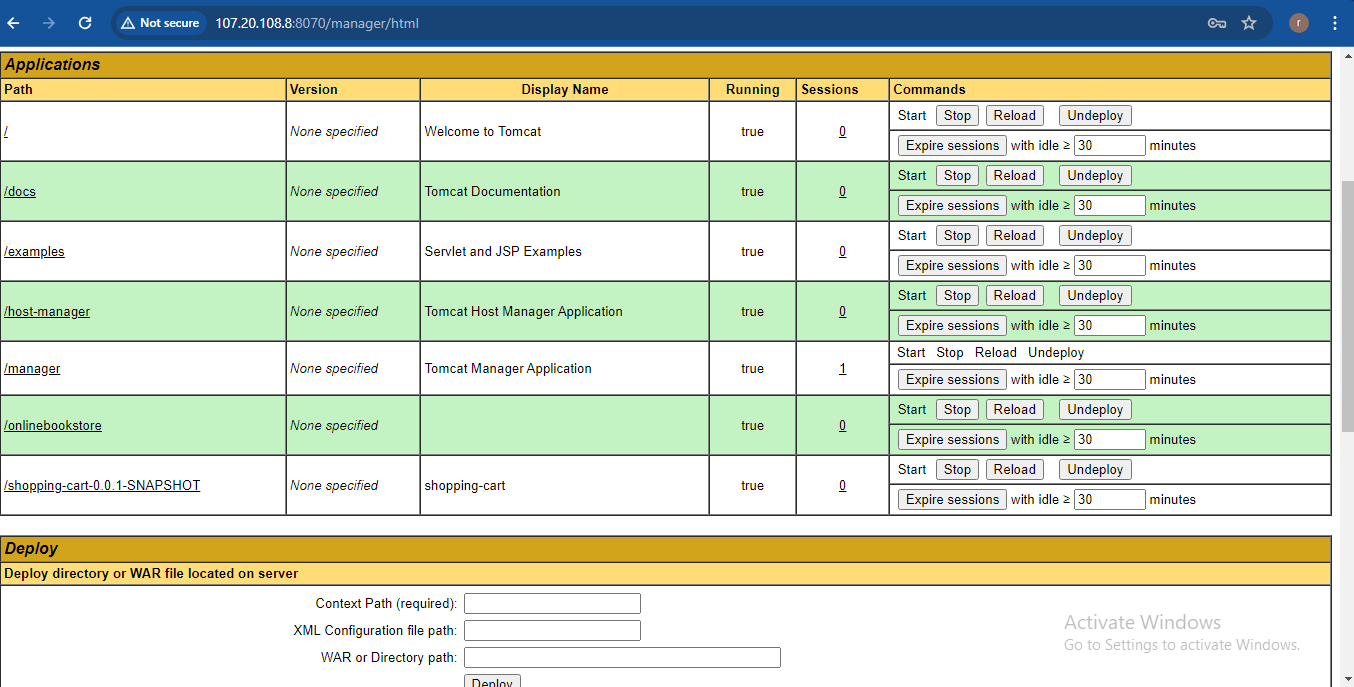 Not secure 107.20.108.8:8070/manager/html r
Applications
Path Version Display Name Running Sessions Commands
/ None specified Welcome to Tomcat true 0 Start Stop Reload Undeploy
Expire sessions with idle ≥ 30 minutes
/docs None specified Tomcat Documentation true 0 Start Stop Reload Undeploy
Expire sessions with idle ≥ 30 minutes
/examples None specified Servlet and JSP Examples true 0 Start Stop Reload Undeploy
Expire sessions with idle ≥ 30 minutes
/host-manager None specified Tomcat Host Manager Application true 0 Start Stop Reload Undeploy
Expire sessions with idle ≥ 30 minutes
/manager None specified Tomcat Manager Application true 1 Start Stop Reload Undeploy
Expire sessions with idle ≥ 30 minutes
/onlinebookstore None specified true 0 Start Stop Reload Undeploy
Expire sessions with idle ≥ 30 minutes
/shopping-cart-0.0.1-SNAPSHOT None specified shopping-cart true 0 Start Stop Reload Undeploy
Expire sessions with idle ≥ 30 minutes
Deploy
Deploy directory or WAR file located on server
Context Path (required):
XML Configuration file path:
WAR or Directory path:
Deploy
Activate Windows
Go to Settings to activate Windows.